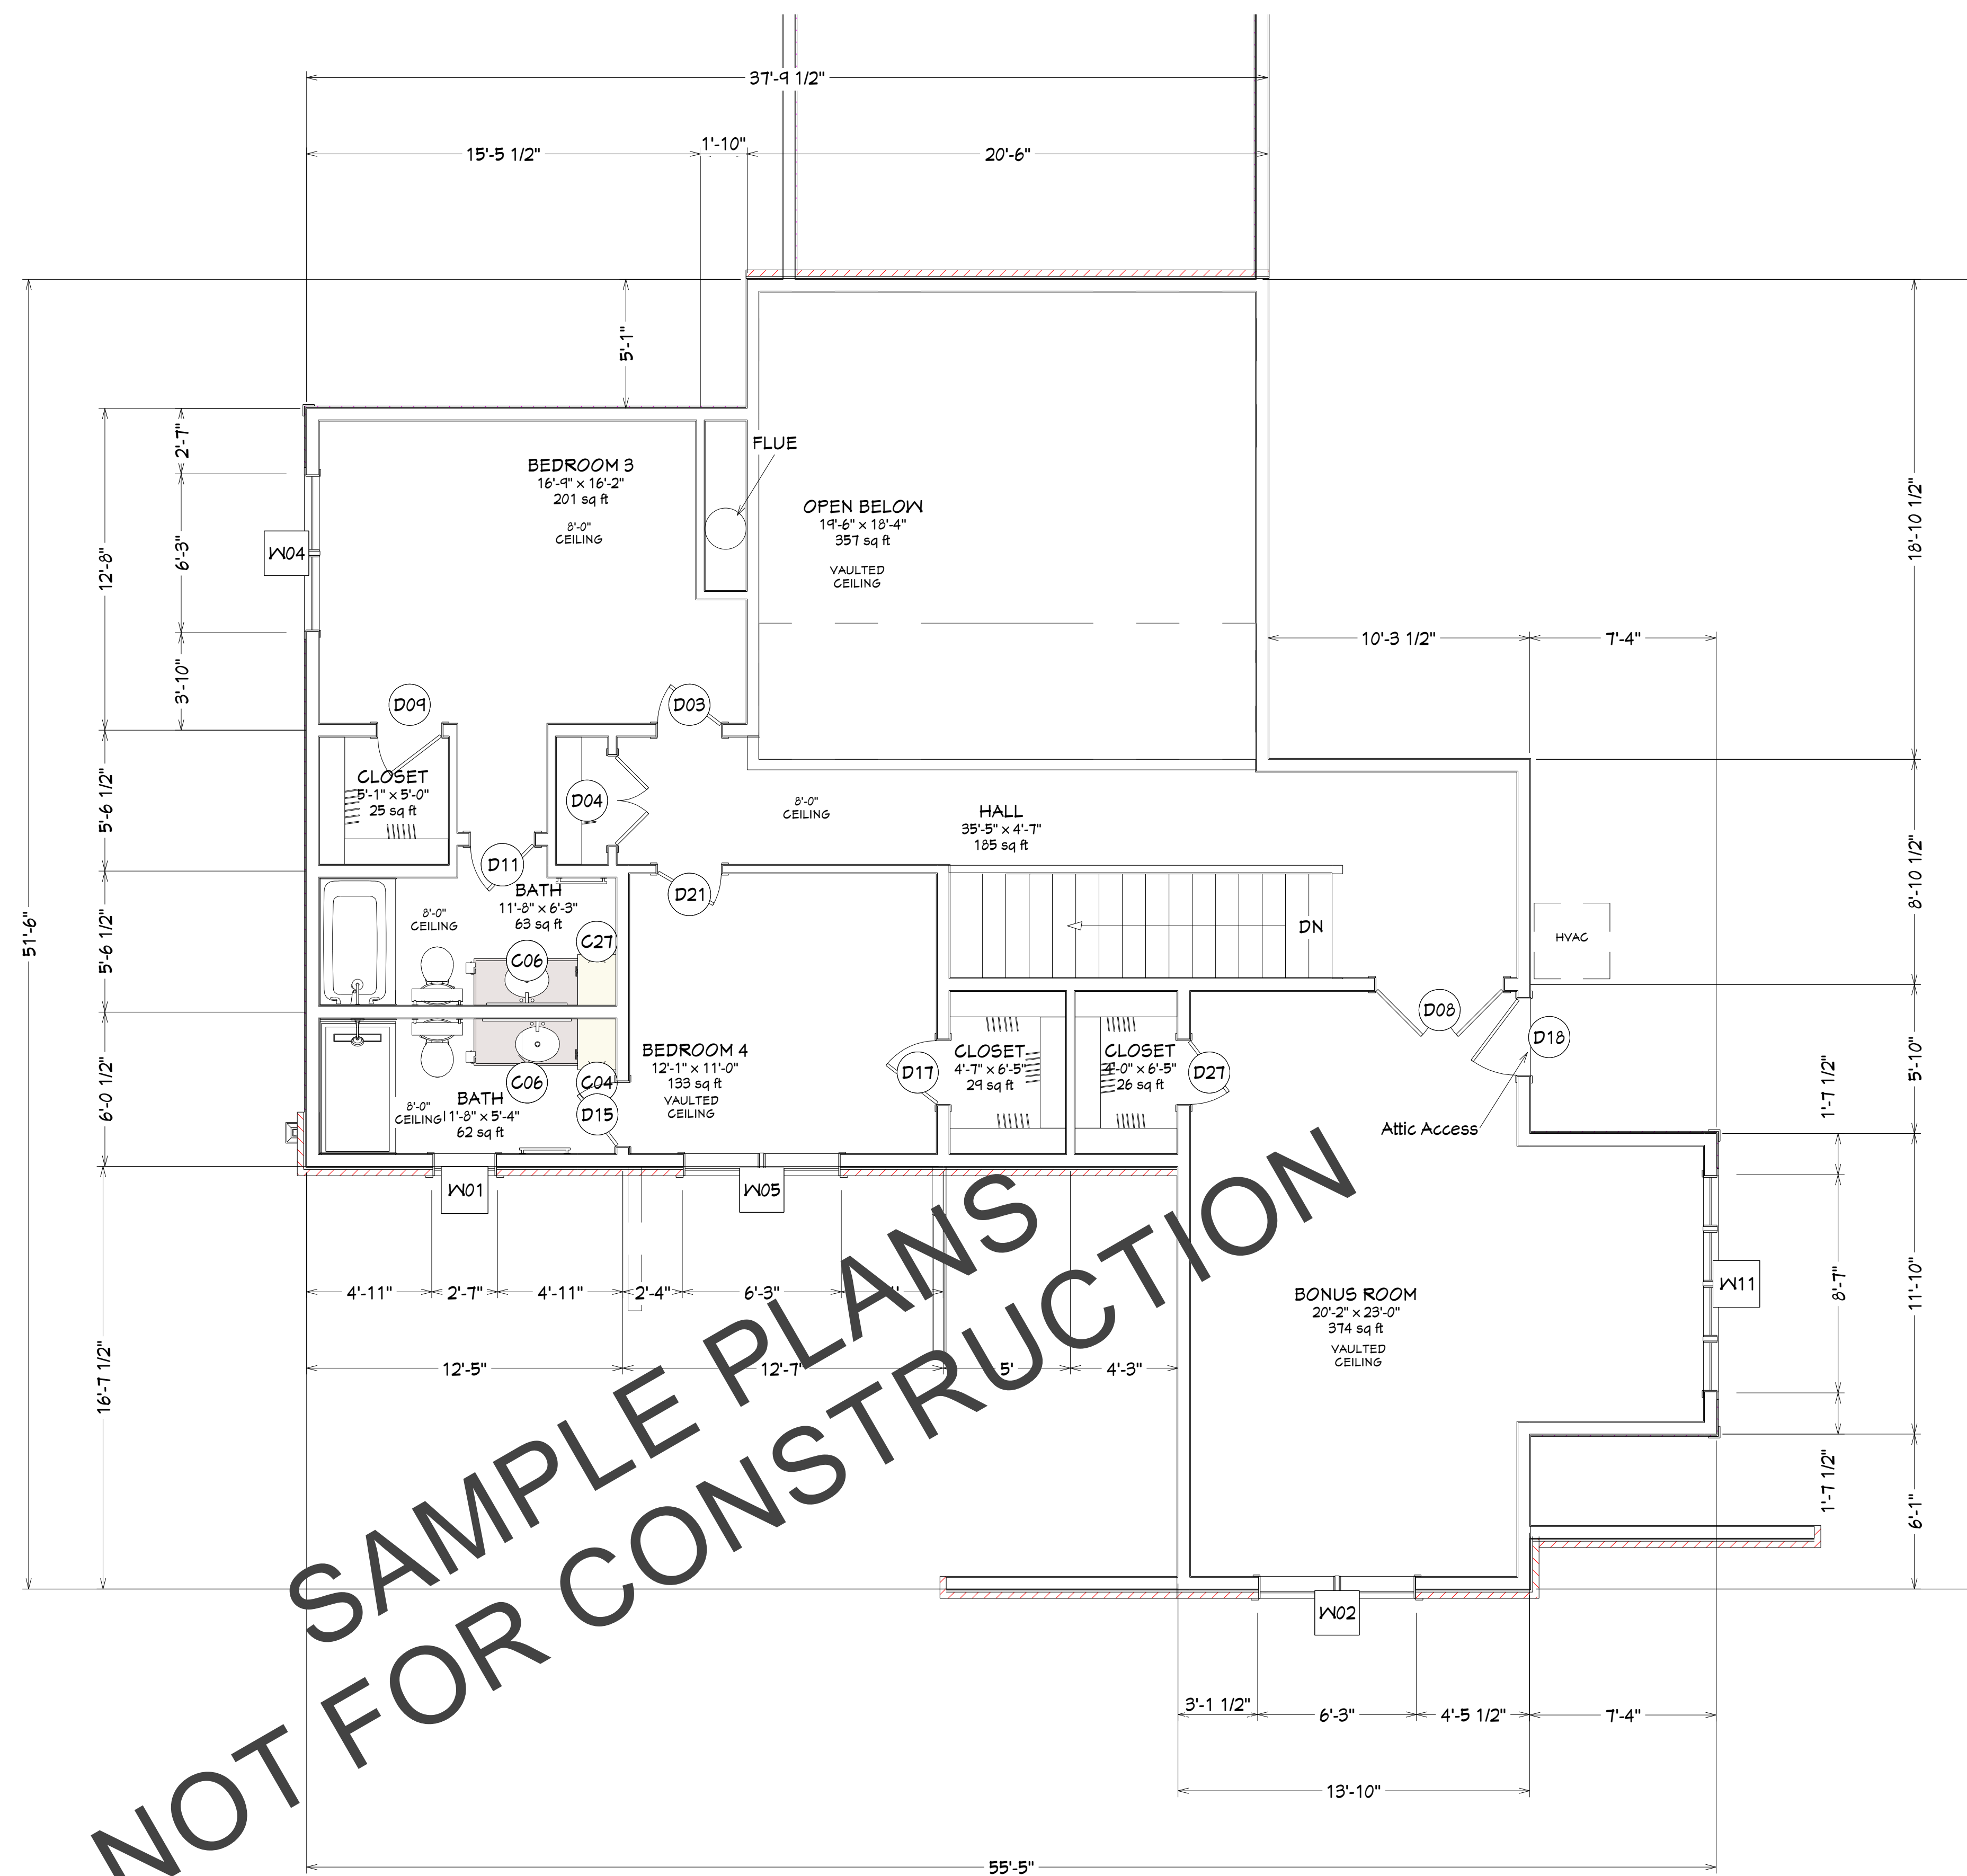 37'-9 1/2"
15'-5 1/2"
1'-10"
20'-6"
5'-1"
51'-6"
12'-8"
5'-6 1/2"
5'-6 1/2"
6'-0 1/2"
16'-7 1/2"
2'-7"
6'-3"
3'-10"
W04
BEDROOM 3
16'-9" x 16'-2"
201 sq ft
8'-0"
CEILING
FLUE
OPEN BELOW
19'-6" x 18'-4"
357 sq ft
VAULTED
CEILING
10'-3 1/2"
7'-4"
18'-10 1/2"
8'-10 1/2"
5'-10"
11'-10"
6'-1"
D09
D03
CLOSET
5'-1" x 5'-0"
25 sq ft
D04
8'-0"
CEILING
HALL
35'-5" x 4'-7"
185 sq ft
D11
D21
BATH
11'-8" x 6'-3"
63 sq ft
8'-0"
CEILING
C27
C06
DN
HVAC
D08
D18
Attic Access
BEDROOM 4
12'-1" x 11'-0"
133 sq ft
VAULTED
CEILING
D17
CLOSET
4'-7" x 6'-5"
29 sq ft
CLOSET
4'-0" x 6'-5"
26 sq ft
D27
C06
C04
D15
BATH
11'-8" x 5'-4"
62 sq ft
8'-0"
CEILING
W01
W05
1'-7 1/2"
8'-7"
1'-7 1/2"
W11
BONUS ROOM
20'-2" x 23'-0"
374 sq ft
VAULTED
CEILING
4'-11"
2'-7"
4'-11"
2'-4"
6'-3"
12'-5"
12'-7"
5'
4'-3"
W02
3'-1 1/2"
6'-3"
4'-5 1/2"
7'-4"
13'-10"
55'-5"
SAMPLE PLANS
NOT FOR CONSTRUCTION